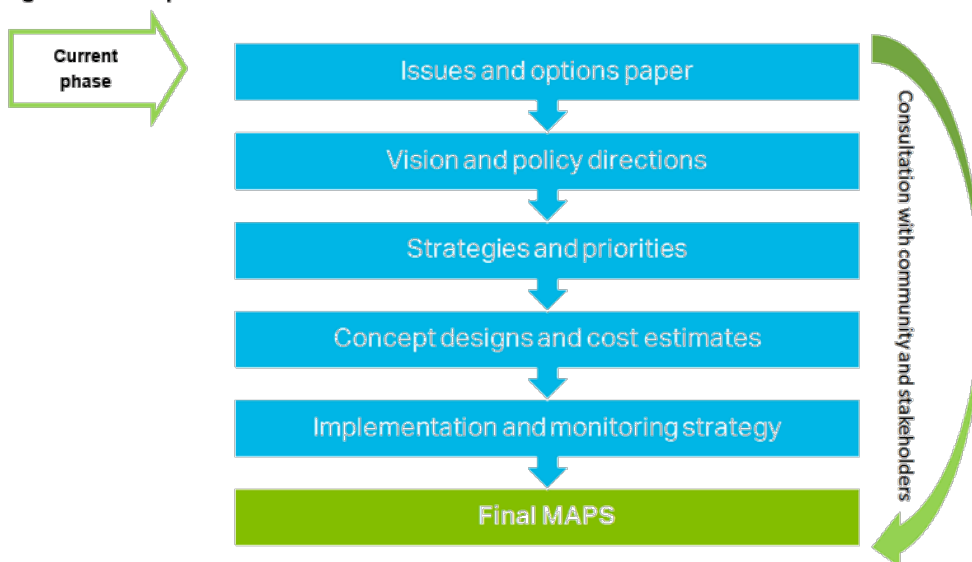 Current
phase
Issues and options paper
Vision and policy directions
Strategies and priorities
Concept designs and cost estimates
Implementation and monitoring strategy
Final MAPS
Consultation with community and stakeholders